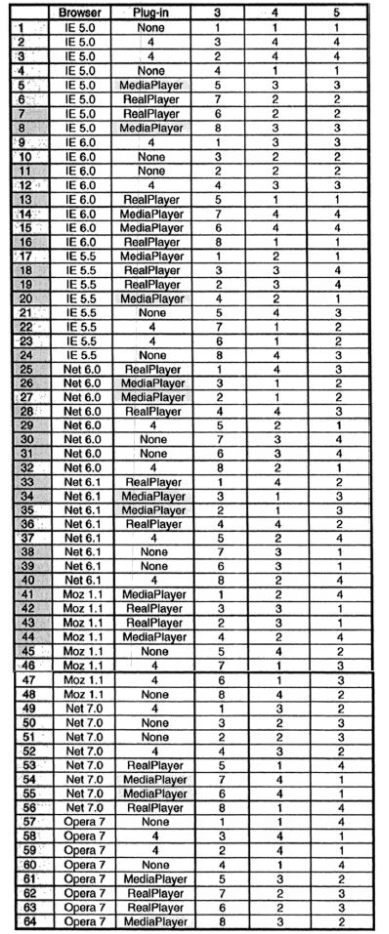 Browser Plug-in 3 4 5
1 IE 5.0 None 1 1 1
2 IE 5.0 4 3 4 4
3 IE 5.0 4 2 4 4
4 IE 5.0 None 4 1 1
5 IE 5.0 MediaPlayer 5 3 3
6 IE 5.0 RealPlayer 7 2 2
7 IE 5.0 RealPlayer 6 2 2
8 IE 5.0 MediaPlayer 8 3 3
9 IE 6.0 4 1 3 3
10 IE 6.0 None 3 2 2
11 IE 6.0 None 2 2 2
12 IE 6.0 4 4 3 3
13 IE 6.0 RealPlayer 5 1 1
14 IE 6.0 MediaPlayer 7 4 4
15 IE 6.0 MediaPlayer 6 4 4
16 IE 6.0 RealPlayer 8 1 1
17 IE 5.5 MediaPlayer 1 2 1
18 IE 5.5 RealPlayer 3 3 4
19 IE 5.5 RealPlayer 2 3 4
20 IE 5.5 MediaPlayer 4 2 1
21 IE 5.5 None 5 4 3
22 IE 5.5 4 7 1 2
23 IE 5.5 4 6 1 2
24 IE 5.5 None 8 4 3
25 Net 6.0 RealPlayer 1 4 3
26 Net 6.0 MediaPlayer 3 1 2
27 Net 6.0 MediaPlayer 2 1 2
28 Net 6.0 RealPlayer 4 4 3
29 Net 6.0 4 5 2 1
30 Net 6.0 None 7 3 4
31 Net 6.0 None 6 3 4
32 Net 6.0 4 8 2 1
33 Net 6.1 RealPlayer 1 4 2
34 Net 6.1 MediaPlayer 3 1 3
35 Net 6.1 MediaPlayer 2 1 3
36 Net 6.1 RealPlayer 4 4 2
37 Net 6.1 4 5 2 4
38 Net 6.1 None 7 3 1
39 Net 6.1 None 6 3 1
40 Net 6.1 4 8 2 4
41 Moz 1.1 MediaPlayer 1 2 4
42 Moz 1.1 RealPlayer 3 3 1
43 Moz 1.1 RealPlayer 2 3 1
44 Moz 1.1 MediaPlayer 4 2 4
45 Moz 1.1 None 5 4 2
46 Moz 1.1 4 7 1 3
47 Moz 1.1 4 6 1 3
48 Moz 1.1 None 8 4 2
49 Net 7.0 4 1 3 2
50 Net 7.0 None 3 2 3
51 Net 7.0 None 2 2 3
52 Net 7.0 4 4 3 2
53 Net 7.0 RealPlayer 5 1 4
54 Net 7.0 MediaPlayer 7 4 1
55 Net 7.0 MediaPlayer 6 4 1
56 Net 7.0 RealPlayer 8 1 4
57 Opera 7 None 1 1 4
58 Opera 7 4 3 4 1
59 Opera 7 4 2 4 1
60 Opera 7 None 4 1 4
61 Opera 7 MediaPlayer 5 3 2
62 Opera 7 RealPlayer 7 2 3
63 Opera 7 RealPlayer 6 2 3
64 Opera 7 MediaPlayer 8 3 2